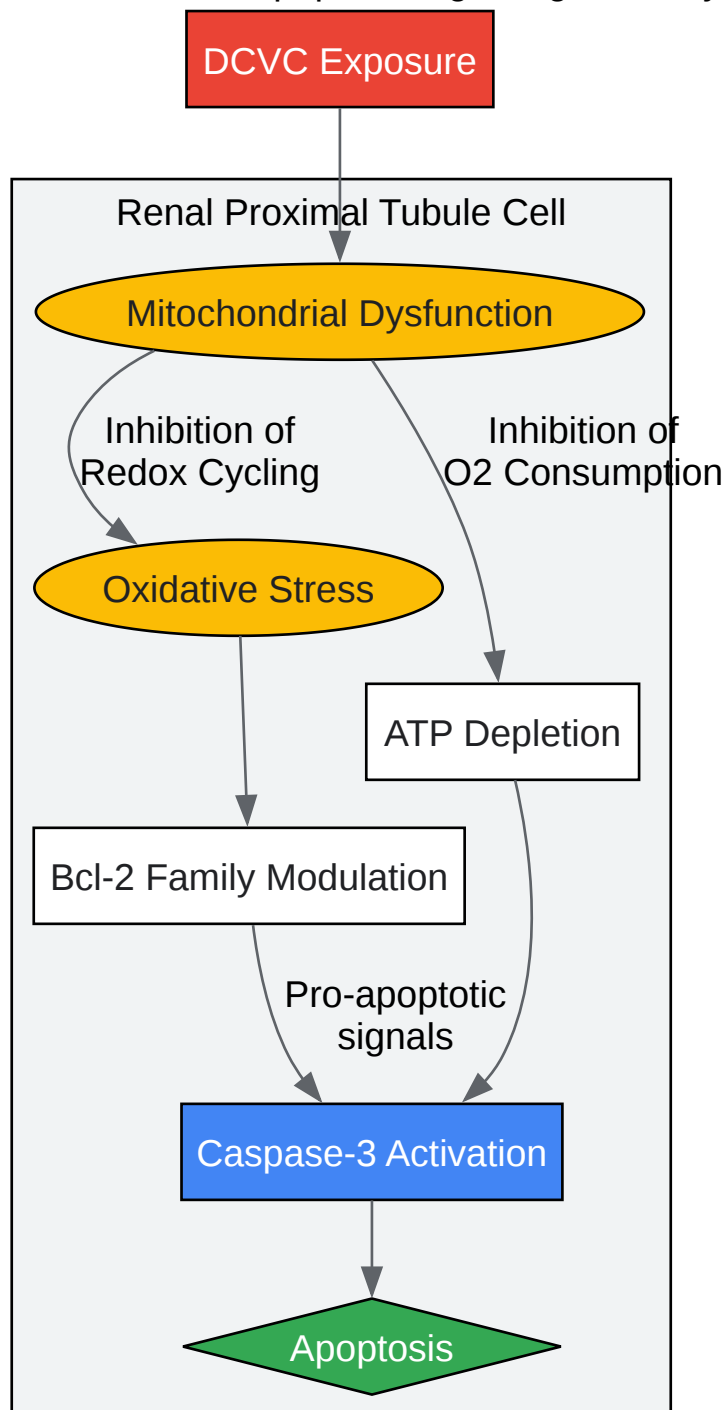 DCVC Exposure
Renal Proximal Tubule Cell
Mitochondrial Dysfunction
Inhibition of
Redox Cycling
Inhibition of
O2 Consumption
Oxidative Stress
ATP Depletion
Bcl-2 Family Modulation
Pro-apoptotic
signals
Caspase-3 Activation
Apoptosis